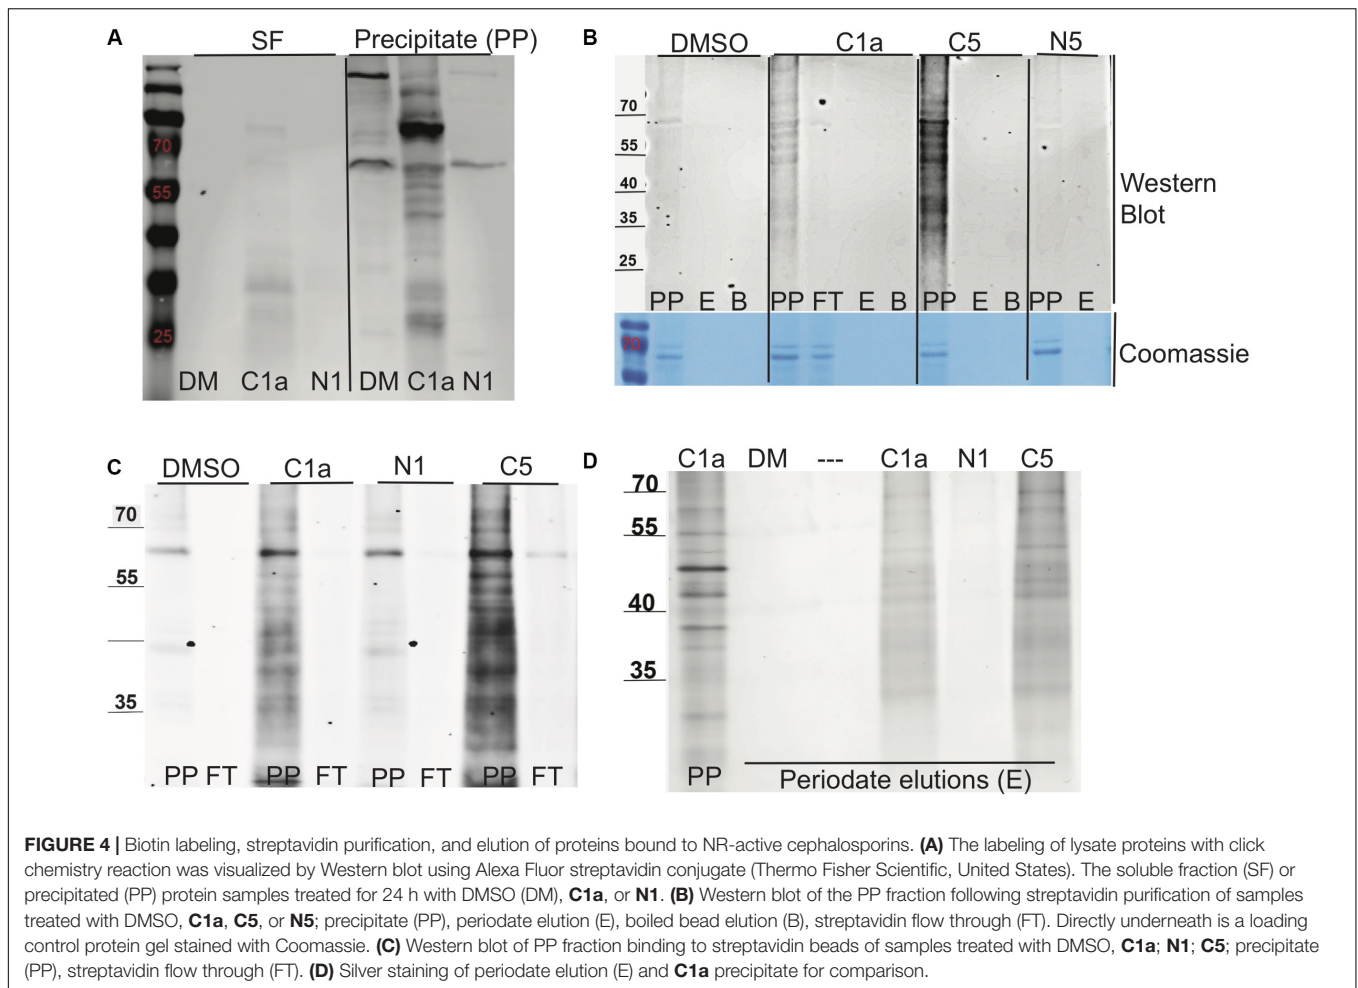 A
SF
Precipitate (PP)
70
55
25
DM C1a N1 DM C1a N1
B
DMSO C1a C5 N5
70
55
40
35
25
PP E B PP FT E B PP E B PP E
Western
Blot
70
Coomassie
C
DMSO C1a N1 C5
70
55
35
PP FT PP FT PP FT PP FT
D
C1a DM --- C1a N1 C5
70
55
40
35
PP Periodate elutions (E)
FIGURE 4 | Biotin labeling, streptavidin purification, and elution of proteins bound to NR-active cephalosporins. (A) The labeling of lysate proteins with click
chemistry reaction was visualized by Western blot using Alexa Fluor streptavidin conjugate (Thermo Fisher Scientific, United States). The soluble fraction (SF) or
precipitated (PP) protein samples treated for 24 h with DMSO (DM), C1a, or N1. (B) Western blot of the PP fraction following streptavidin purification of samples
treated with DMSO, C1a, C5, or N5; precipitate (PP), periodate elution (E), boiled bead elution (B), streptavidin flow through (FT). Directly underneath is a loading
control protein gel stained with Coomassie. (C) Western blot of PP fraction binding to streptavidin beads of samples treated with DMSO, C1a; N1; C5; precipitate
(PP), streptavidin flow through (FT). (D) Silver staining of periodate elution (E) and C1a precipitate for comparison.